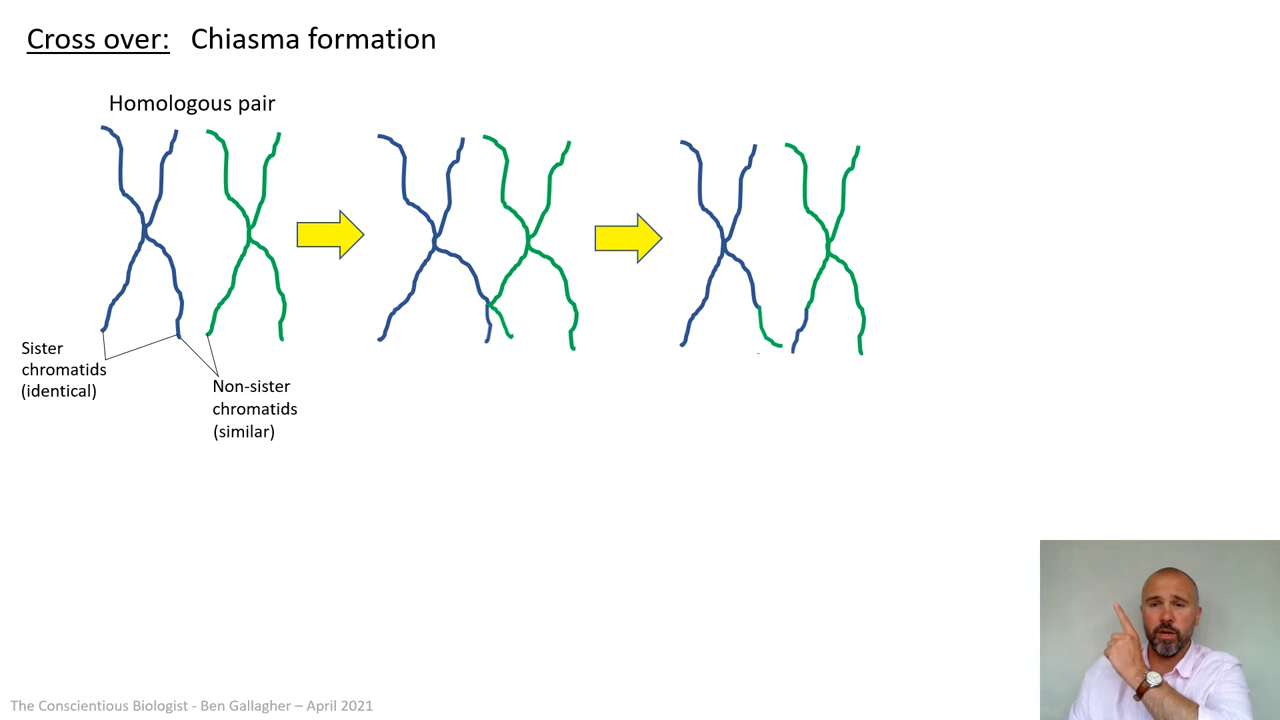 Cross over: Chiasma formation
Homologous pair
Sister
chromatids
(identical)
Non-sister
chromatids
(similar)
The Conscientious Biologist - Ben Gallagher – April 2021